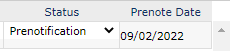 Status Prenote Date
Prenotification 09/02/2022